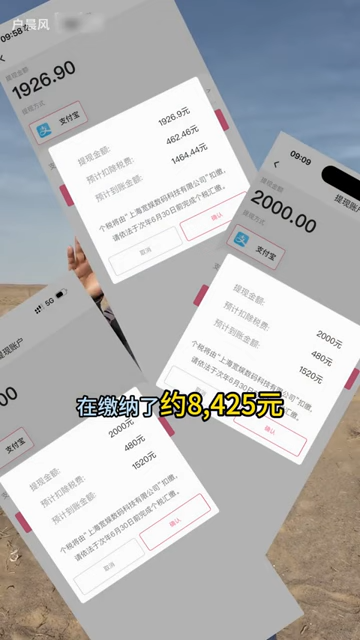 户晨风
09:58
提现金额
1926.90
提现方式
支付宝
提现金额:
1926.9元
预计扣除税费:
462.46元
预计到账金额:
1464.44元
个税将由“上海宽娱数码科技有限公司”扣缴,
请依法于次年6月30日前完成个税汇缴。
取消
确认
09:09
提现账户
提现金额
2000.00
提现方式
支付宝
提现金额:
2000元
预计扣除税费:
480元
预计到账金额:
1520元
个税将由“上海宽娱数码科技有限公司”扣缴,
请依法于次年6月30日前完成个税汇缴。
确认
在缴纳了约8,425元
5G
提现账户
支付宝
提现金额:
2000元
预计扣除税费:
480元
预计到账金额:
1520元
个税将由“上海宽娱数码科技有限公司”扣缴,
请依法于次年6月30日前完成个税汇缴。
取消
确认